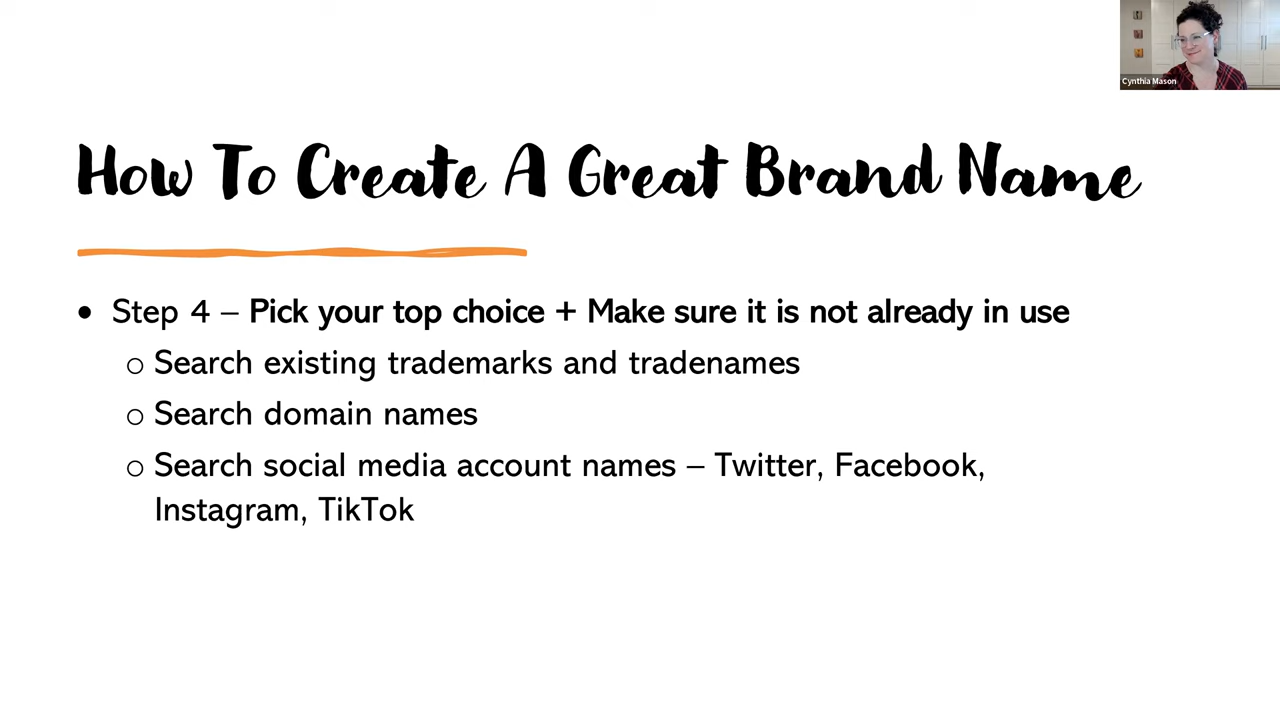 Cynthia Mason
How To Create A Great Brand Name
• Step 4 – Pick your top choice + Make sure it is not already in use
○ Search existing trademarks and tradenames
○ Search domain names
○ Search social media account names – Twitter, Facebook,
Instagram, TikTok